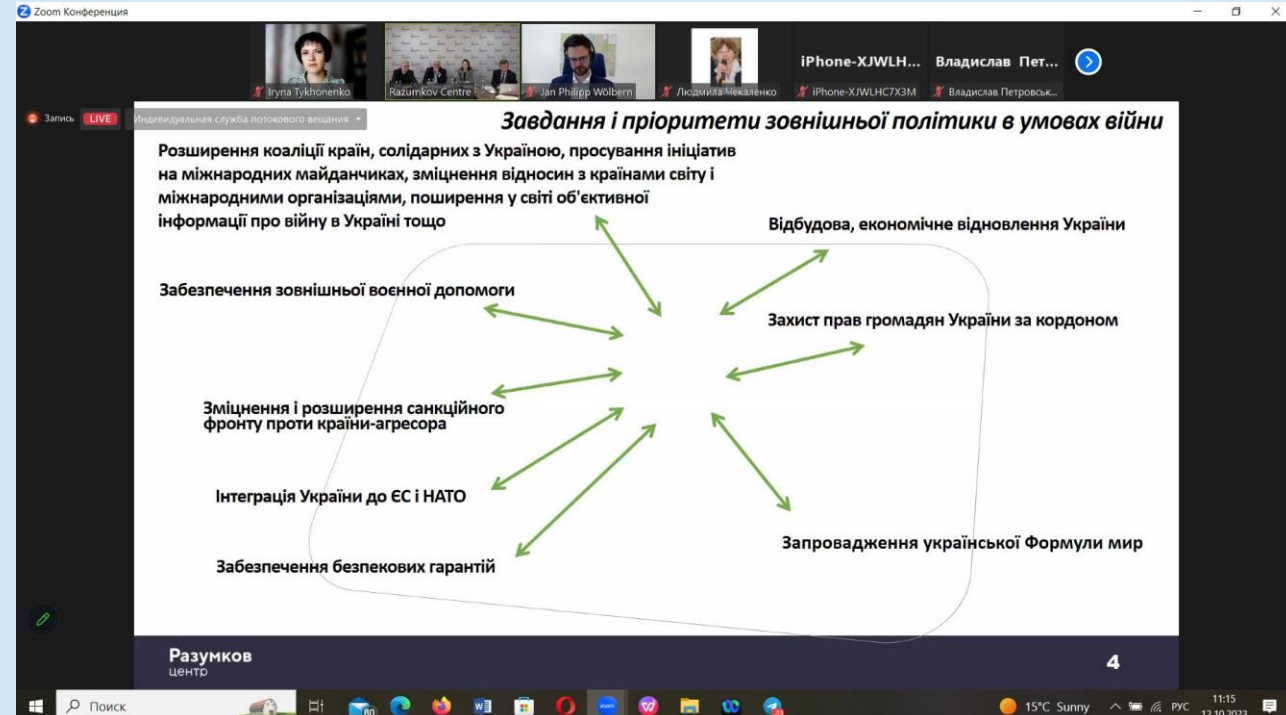 Zoom Конференция
Iryna Tykhonenko
Razumkov Centre
Jan Philipp Wölbern
Людмила Чекаленко
iPhone-XJWLH...
iPhone-XJWLHC7X3M
Владислав Пет...
Владислав Петровськ...
Запись
LIVE
Индивидуальная служба потокового вещания
Завдання і пріоритети зовнішньої політики в умовах війни
Розширення коаліції країн, солідарних з Україною, просування ініціатив
на міжнародних майданчиках, зміцнення відносин з країнами світу і
міжнародними організаціями, поширення у світі об'єктивної
інформації про війну в Україні тощо
Відбудова, економічне відновлення України
Забезпечення зовнішньої воєнної допомоги
Захист прав громадян України за кордоном
Зміцнення і розширення санкційного
фронту проти країни-агресора
Інтеграція України до ЄС і НАТО
Запровадження української Формули мир
Забезпечення безпекових гарантій
Разумков
центр
4
Поиск
80
zoom
15°C Sunny
РУС
11:15
12.10.2023